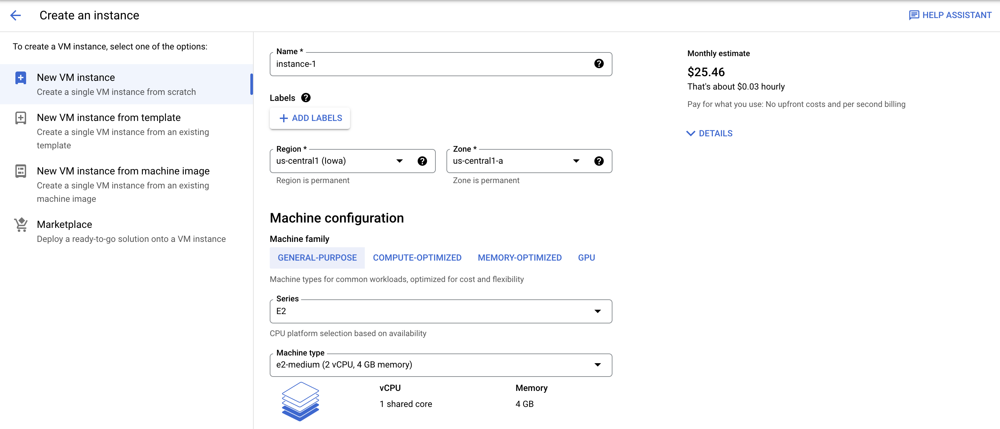 Create an instance
HELP ASSISTANT
To create a VM instance, select one of the options:
New VM instance
Create a single VM instance from scratch
New VM instance from template
Create a single VM instance from an existing
template
New VM instance from machine image
Create a single VM instance from an existing
machine image
Marketplace
Deploy a ready-to-go solution onto a VM instance
Name *
instance-1
Labels
ADD LABELS
Region *
us-central1 (Iowa)
Region is permanent
Zone *
us-central1-a
Zone is permanent
Machine configuration
Machine family
GENERAL-PURPOSE COMPUTE-OPTIMIZED MEMORY-OPTIMIZED GPU
Machine types for common workloads, optimized for cost and flexibility
Series
E2
CPU platform selection based on availability
Machine type
e2-medium (2 vCPU, 4 GB memory)
vCPU
1 shared core
Memory
4 GB
Monthly estimate
$25.46
That's about $0.03 hourly
Pay for what you use: No upfront costs and per second billing
DETAILS